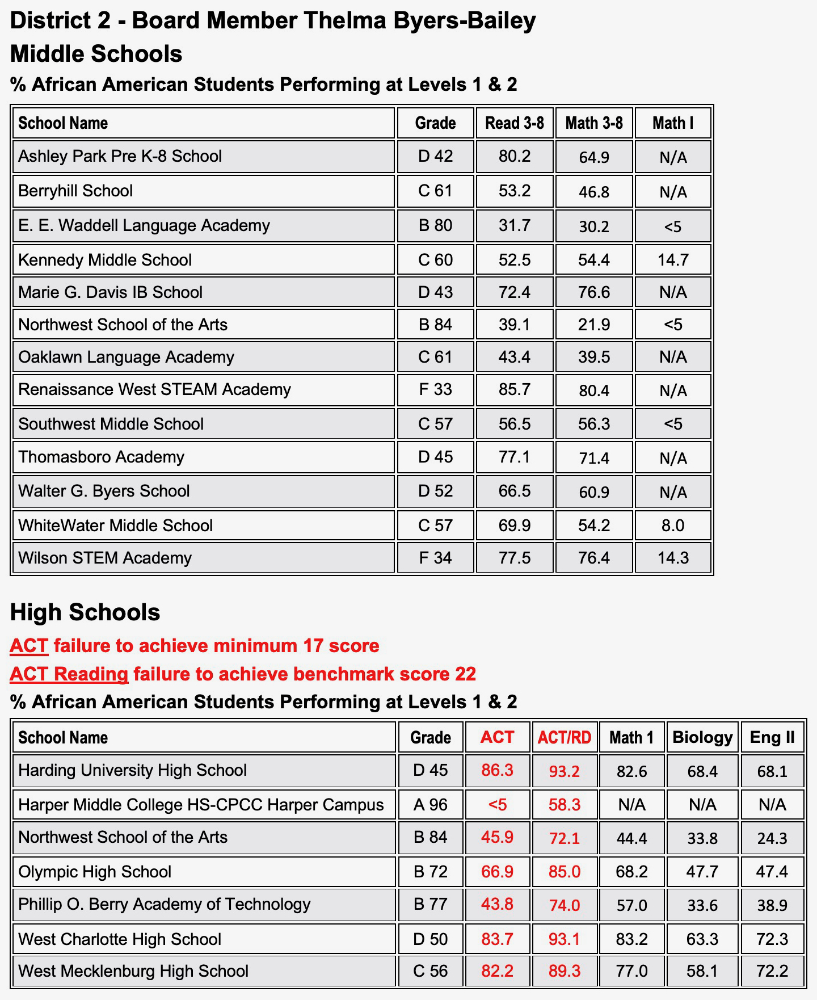 District 2 - Board Member Thelma Byers-Bailey
Middle Schools
% African American Students Performing at Levels 1 & 2
School Name Grade Read 3-8 Math 3-8 Math I
Ashley Park Pre K-8 School D 42 80.2 64.9 N/A
Berryhill School C 61 53.2 46.8 N/A
E. E. Waddell Language Academy B 80 31.7 30.2 <5
Kennedy Middle School C 60 52.5 54.4 14.7
Marie G. Davis IB School D 43 72.4 76.6 N/A
Northwest School of the Arts B 84 39.1 21.9 <5
Oaklawn Language Academy C 61 43.4 39.5 N/A
Renaissance West STEAM Academy F 33 85.7 80.4 N/A
Southwest Middle School C 57 56.5 56.3 <5
Thomasboro Academy D 45 77.1 71.4 N/A
Walter G. Byers School D 52 66.5 60.9 N/A
WhiteWater Middle School C 57 69.9 54.2 8.0
Wilson STEM Academy F 34 77.5 76.4 14.3
High Schools
ACT failure to achieve minimum 17 score
ACT Reading failure to achieve benchmark score 22
% African American Students Performing at Levels 1 & 2
School Name Grade ACT ACT/RD Math 1 Biology Eng II
Harding University High School D 45 86.3 93.2 82.6 68.4 68.1
Harper Middle College HS-CPCC Harper Campus A 96 <5 58.3 N/A N/A N/A
Northwest School of the Arts B 84 45.9 72.1 44.4 33.8 24.3
Olympic High School B 72 66.9 85.0 68.2 47.7 47.4
Phillip O. Berry Academy of Technology B 77 43.8 74.0 57.0 33.6 38.9
West Charlotte High School D 50 83.7 93.1 83.2 63.3 72.3
West Mecklenburg High School C 56 82.2 89.3 77.0 58.1 72.2